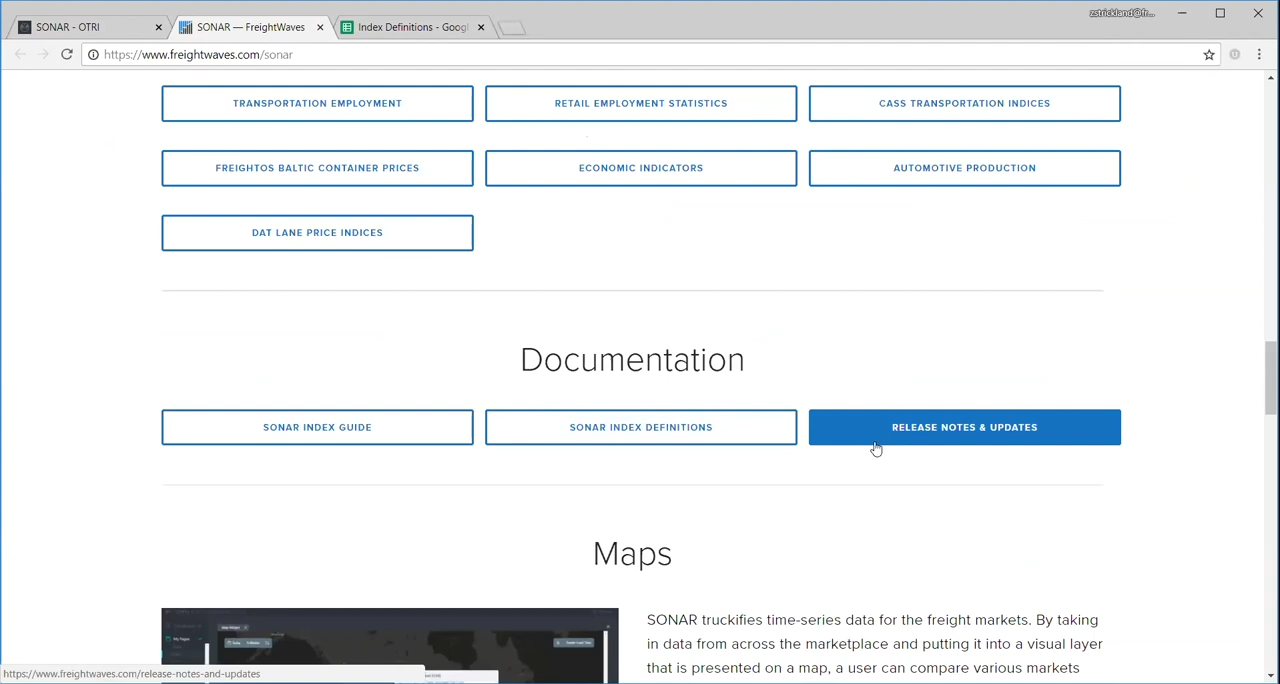 SONAR - OTRI
SONAR — FreightWaves
Index Definitions - Googl
zstrickland@fr...
https://www.freightwaves.com/sonar
TRANSPORTATION EMPLOYMENT
RETAIL EMPLOYMENT STATISTICS
CASS TRANSPORTATION INDICES
FREIGHTOS BALTIC CONTAINER PRICES
ECONOMIC INDICATORS
AUTOMOTIVE PRODUCTION
DAT LANE PRICE INDICES
Documentation
SONAR INDEX GUIDE
SONAR INDEX DEFINITIONS
RELEASE NOTES & UPDATES
Maps
SONAR truckifies time-series data for the freight markets. By taking
in data from across the marketplace and putting it into a visual layer
that is presented on a map, a user can compare various markets
My Pages
https://www.freightwaves.com/release-notes-and-updates